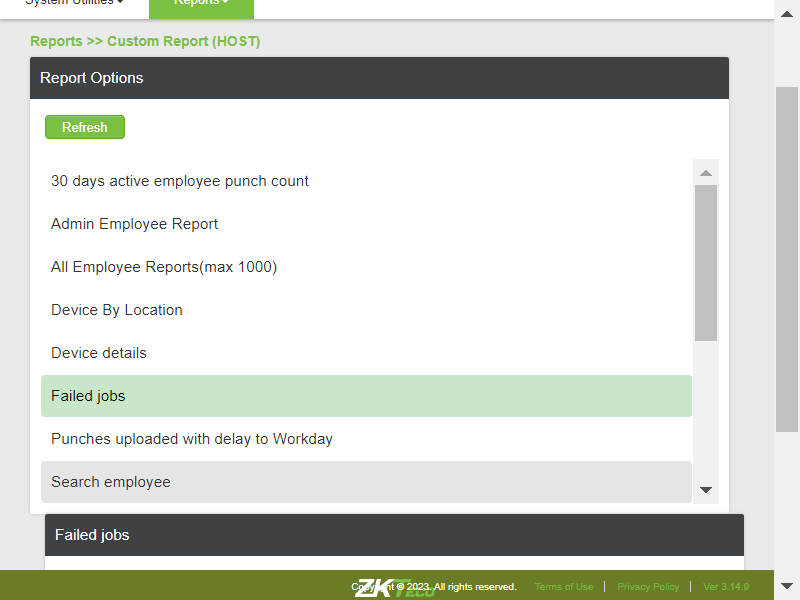 System Utilities
Reports
Reports >> Custom Report (HOST)
Report Options
Refresh
30 days active employee punch count
Admin Employee Report
All Employee Reports(max 1000)
Device By Location
Device details
Failed jobs
Punches uploaded with delay to Workday
Search employee
Failed jobs
ZKTeco
Copyright © 2023. All rights reserved. Terms of Use | Privacy Policy | Ver 3.14.9